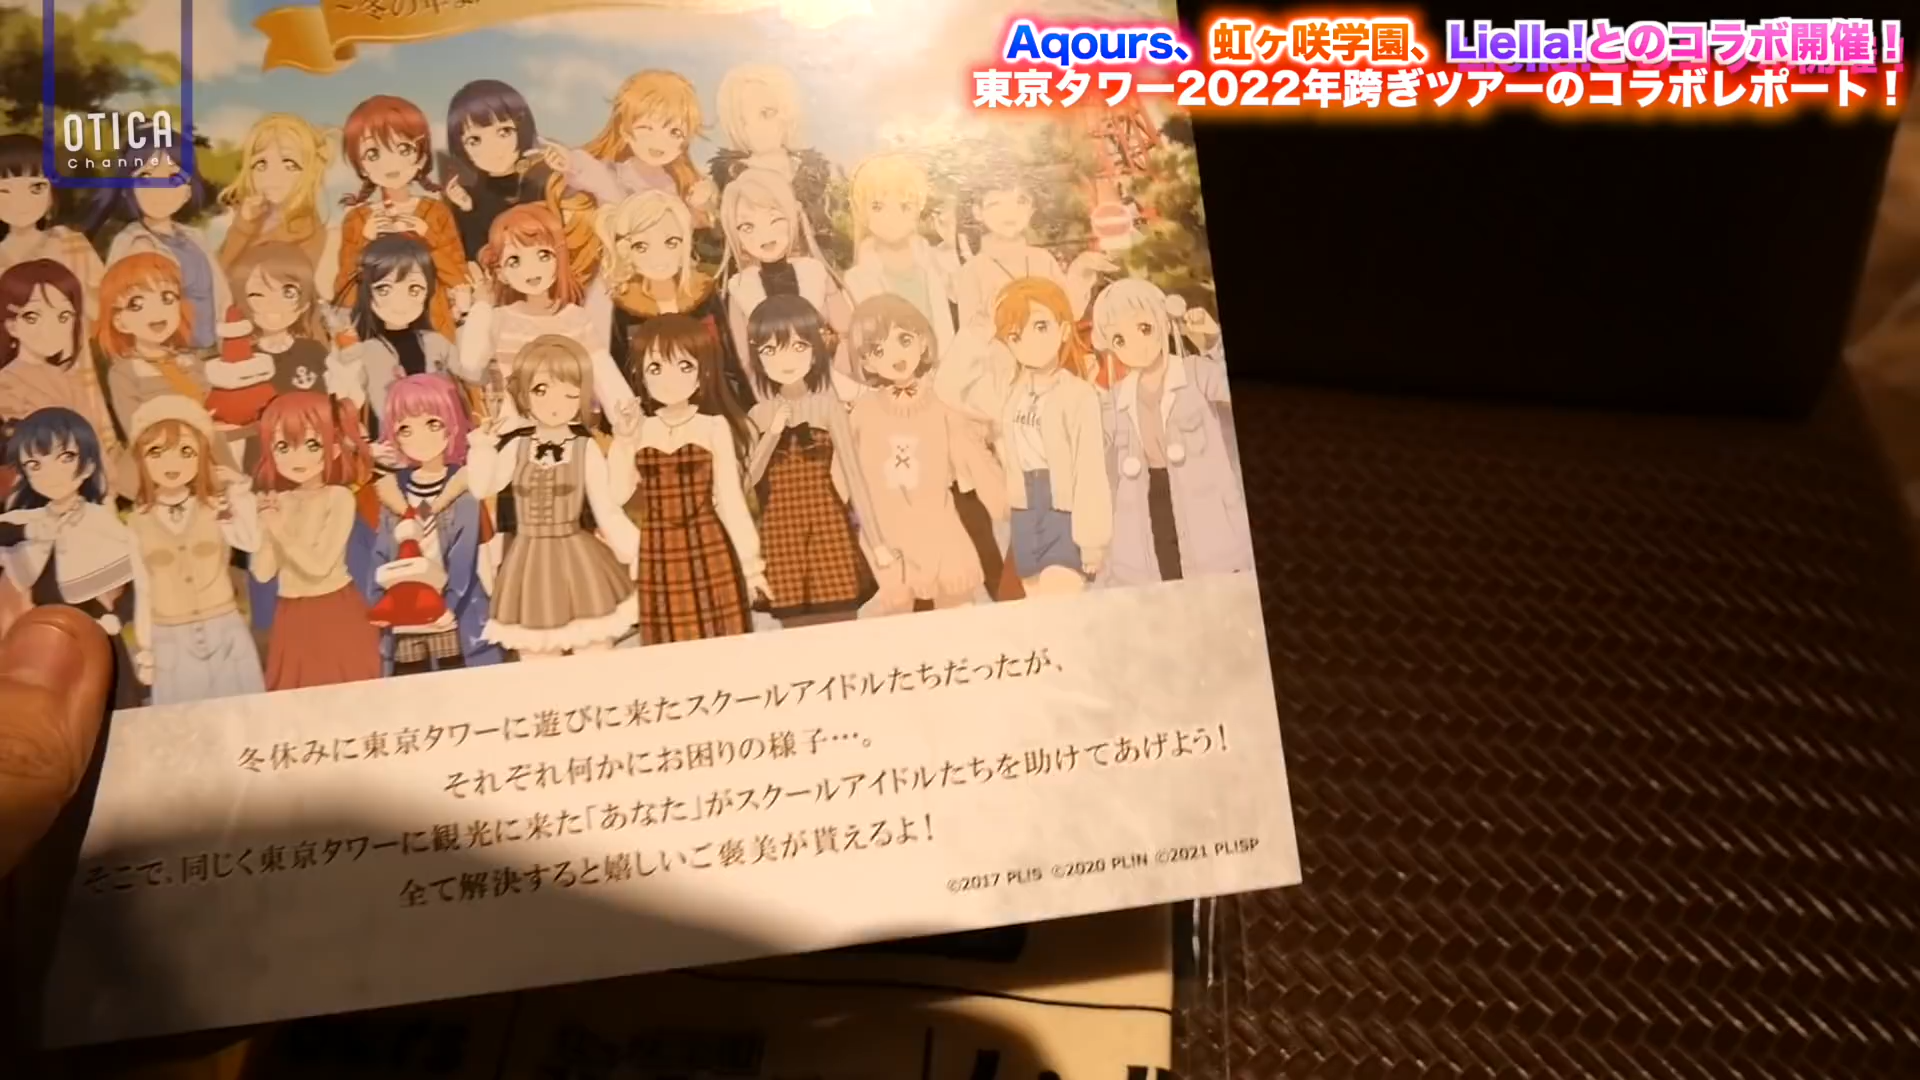 Aqours、虹ヶ咲学園、Liella!とのコラボ開催！
東京タワー2022年跨ぎツアーのコラボレポート！
OTICA
Channel
Liella
冬休みに東京タワーに遊びに来たスクールアイドルたちだったが、
それぞれ何かにお困りの様子…。
そこで、同じく東京タワーに観光に来た「あなた」がスクールアイドルたちを助けてあげよう！
全て解決すると嬉しいご褒美が貰えるよ！
©2017 PLIS ©2020 PLIN ©2021 PLISP